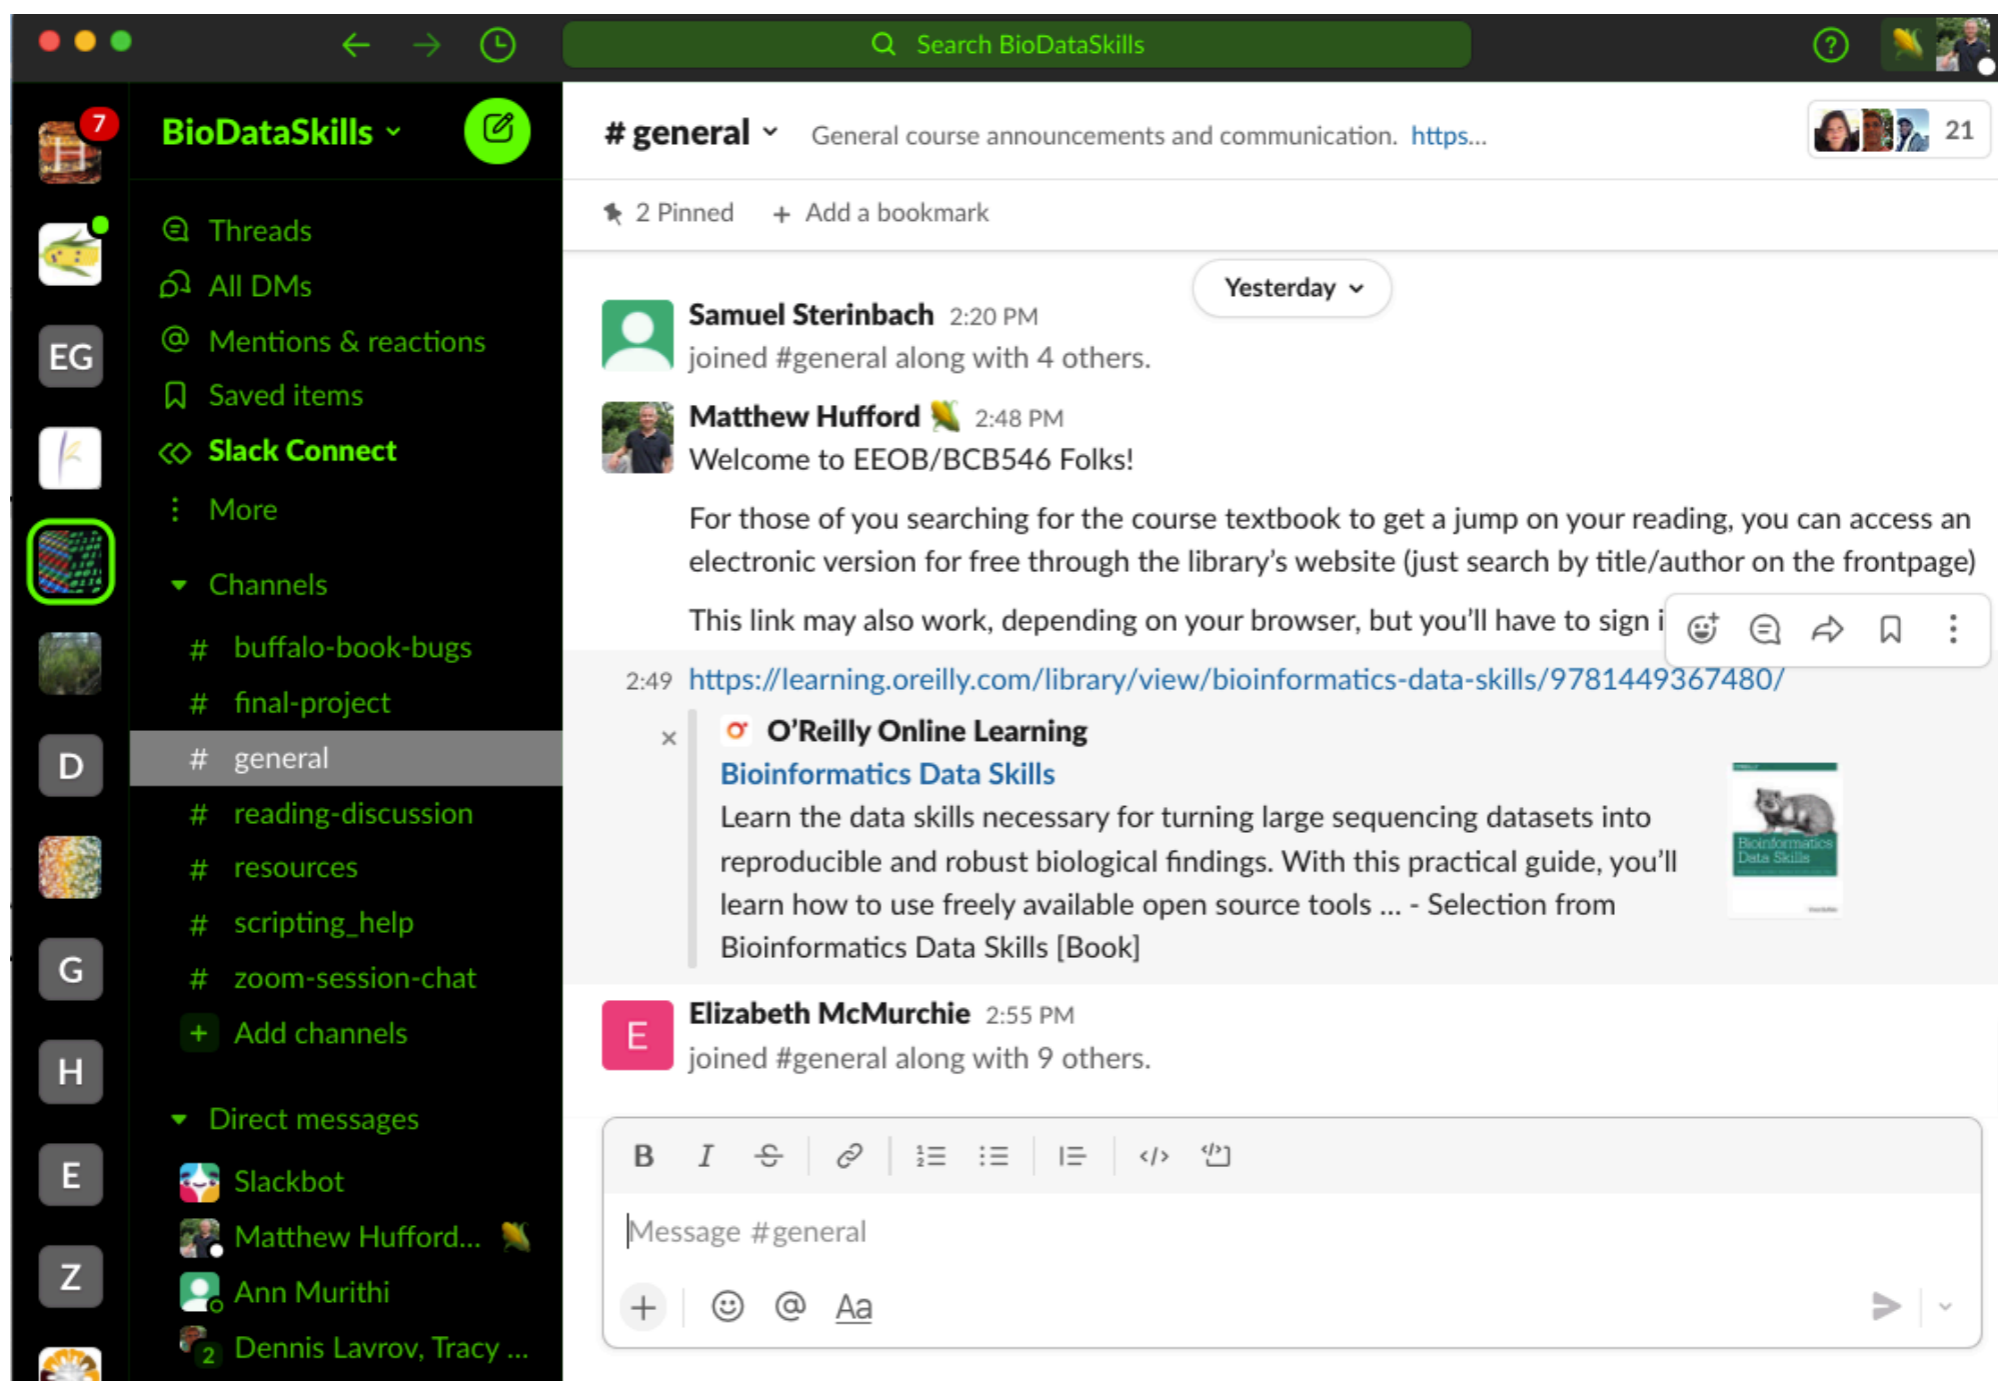 Search BioDataSkills
7
BioDataSkills
EG
D
G
H
E
Z
Threads
All DMs
Mentions & reactions
Saved items
Slack Connect
More
Channels
# buffalo-book-bugs
# final-project
# general
# reading-discussion
# resources
# scripting_help
# zoom-session-chat
+ Add channels
Direct messages
Slackbot
Matthew Hufford...
Ann Murithi
2 Dennis Lavrov, Tracy ...
# general
General course announcements and communication. https...
21
2 Pinned
+ Add a bookmark
Yesterday
Samuel Sterinbach 2:20 PM
joined #general along with 4 others.
Matthew Hufford 2:48 PM
Welcome to EEOB/BCB546 Folks!
For those of you searching for the course textbook to get a jump on your reading, you can access an
electronic version for free through the library's website (just search by title/author on the frontpage)
This link may also work, depending on your browser, but you'll have to sign i
2:49 https://learning.oreilly.com/library/view/bioinformatics-data-skills/9781449367480/
O'Reilly Online Learning
Bioinformatics Data Skills
Learn the data skills necessary for turning large sequencing datasets into
reproducible and robust biological findings. With this practical guide, you'll
learn how to use freely available open source tools ... - Selection from
Bioinformatics Data Skills [Book]
Bioinformatics
Data Skills
E
Elizabeth McMurchie 2:55 PM
joined #general along with 9 others.
B I S
Message #general
@ Aa